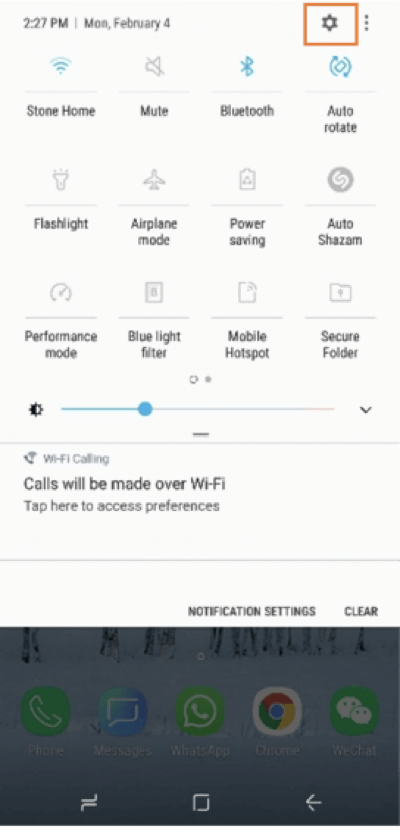 2:27 PM | Mon, February 4
Stone Home Mute Bluetooth Auto
rotate
Flashlight Airplane Power Auto
mode saving Shazam
Performance Blue light Mobile Secure
mode filter Hotspot Folder
Wi-Fi Calling
Calls will be made over Wi-Fi
Tap here to access preferences
NOTIFICATION SETTINGS CLEAR
Phone Messages WhatsApp Chrome WeChat